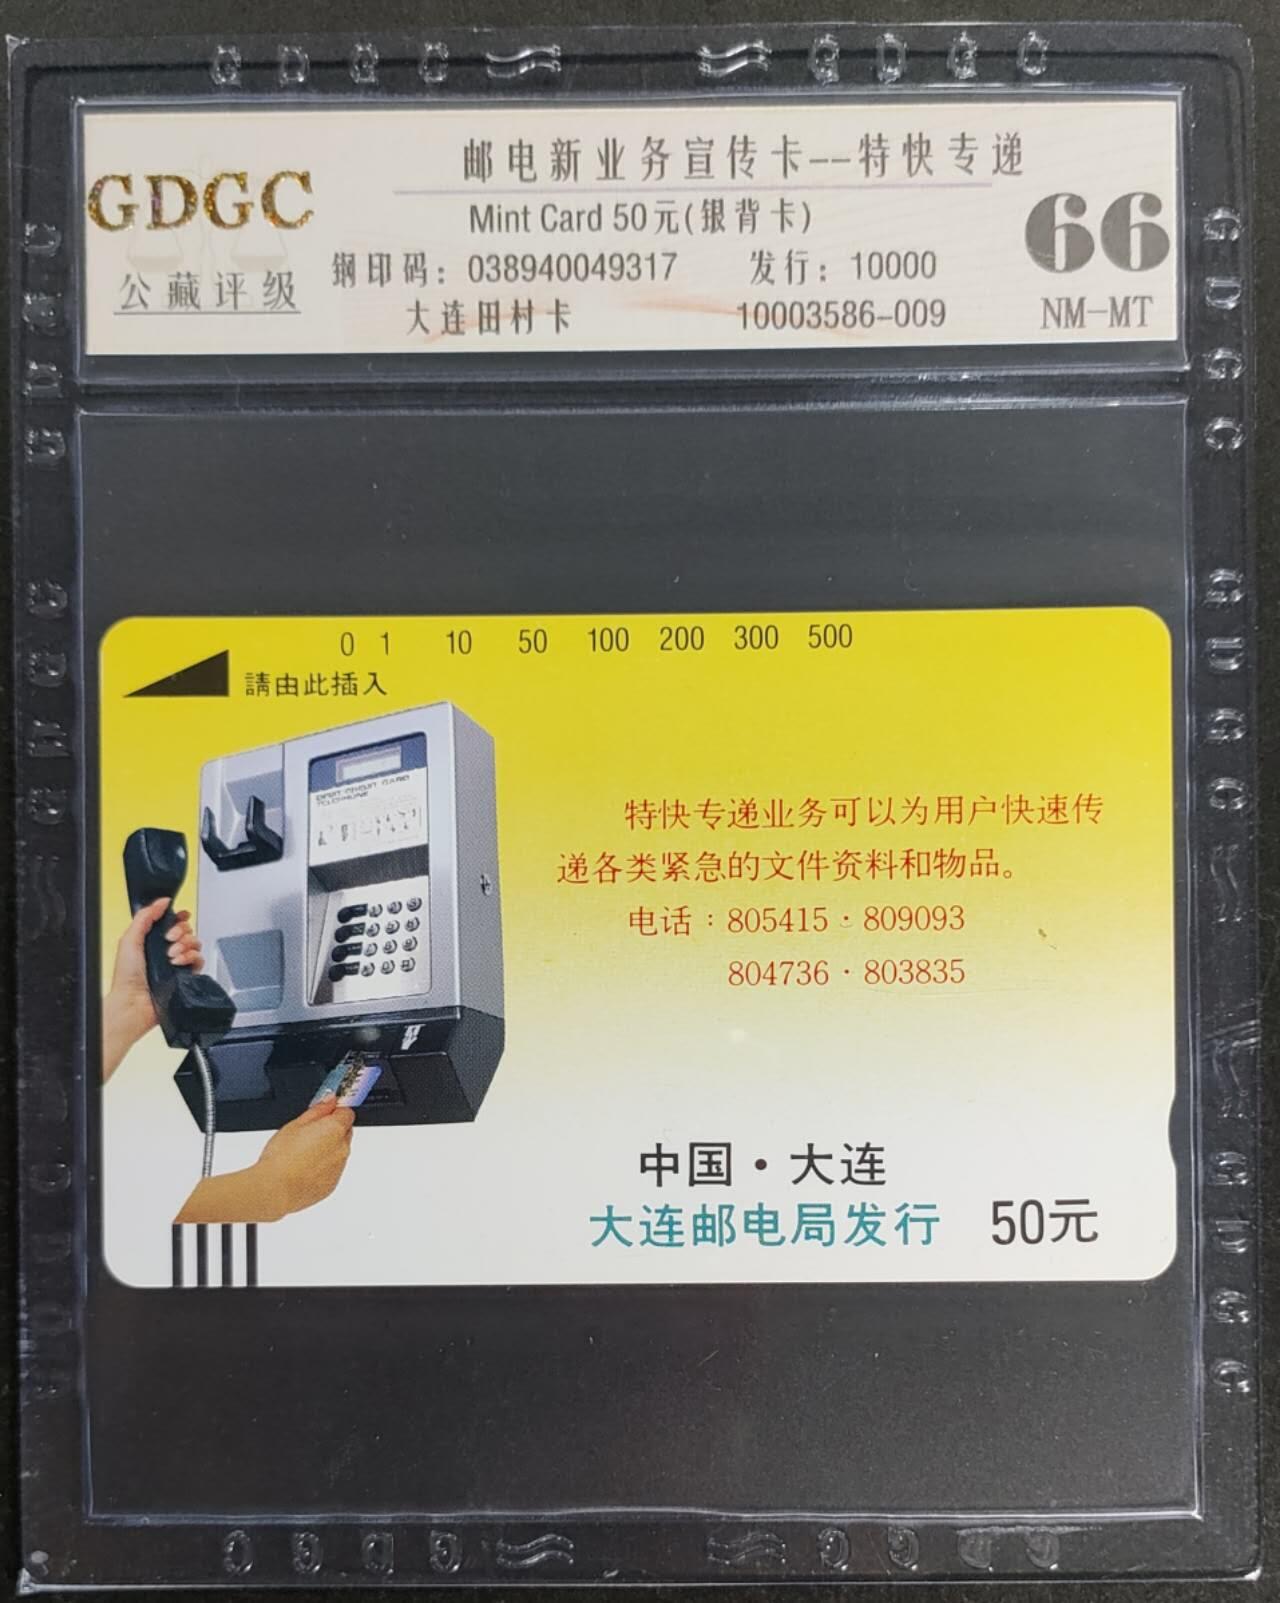 邮电新业务宣传卡--特快专递
GDGC
Mint Card 50元(银背卡)
66
公藏评级
钢印码：038940049317 发行：10000
大连田村卡 10003586-009
NM-MT
0 1 10 50 100 200 300 500
請由此插入
DEBIT CREDIT CARD
TELEPHONE
特快专递业务可以为用户快速传
递各类紧急的文件资料和物品。
电话：805415·809093
804736·803835
中国·大连
大连邮电局发行 50元